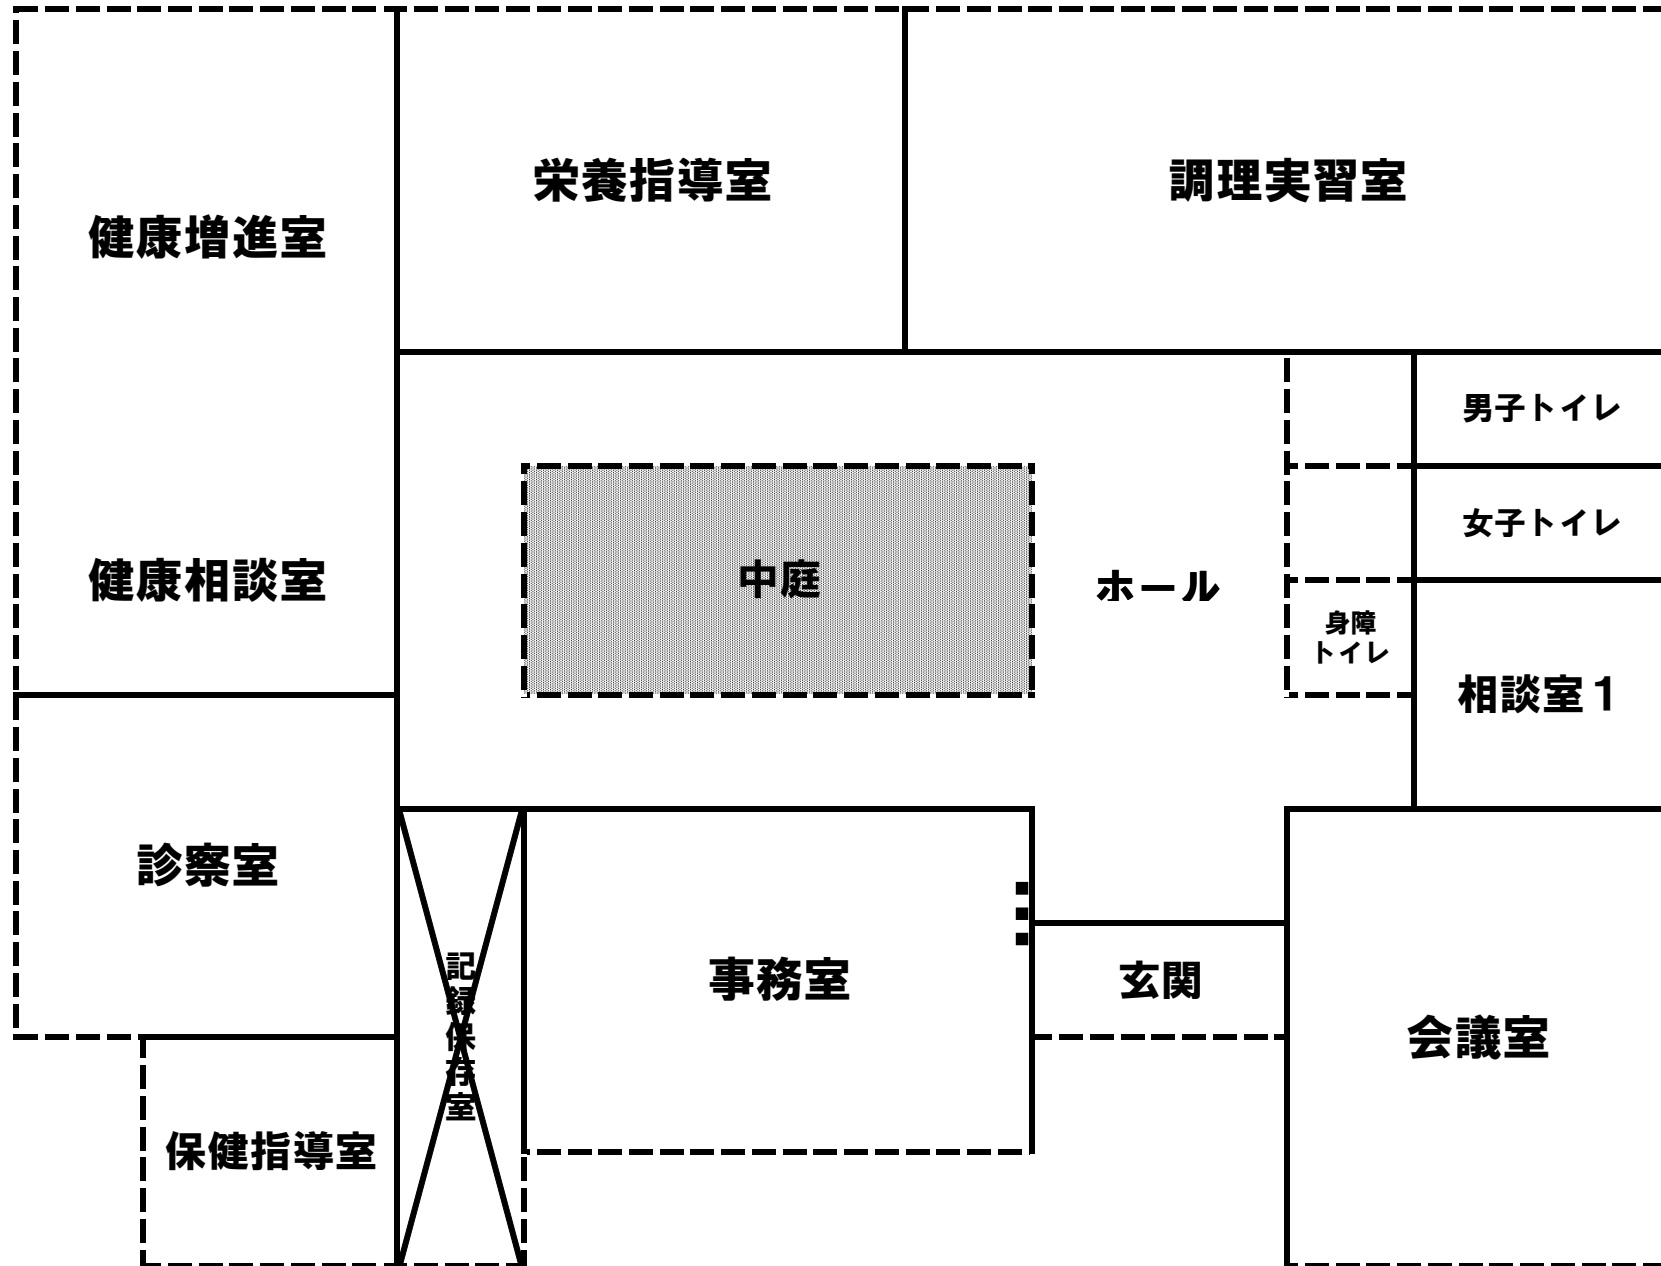 栄養指導室
調理実習室
健康増進室
男子トイレ
女子トイレ
中庭
ホール
健康相談室
身障
トイレ
相談室1
診察室
記録保存室
事務室
玄関
会議室
保健指導室